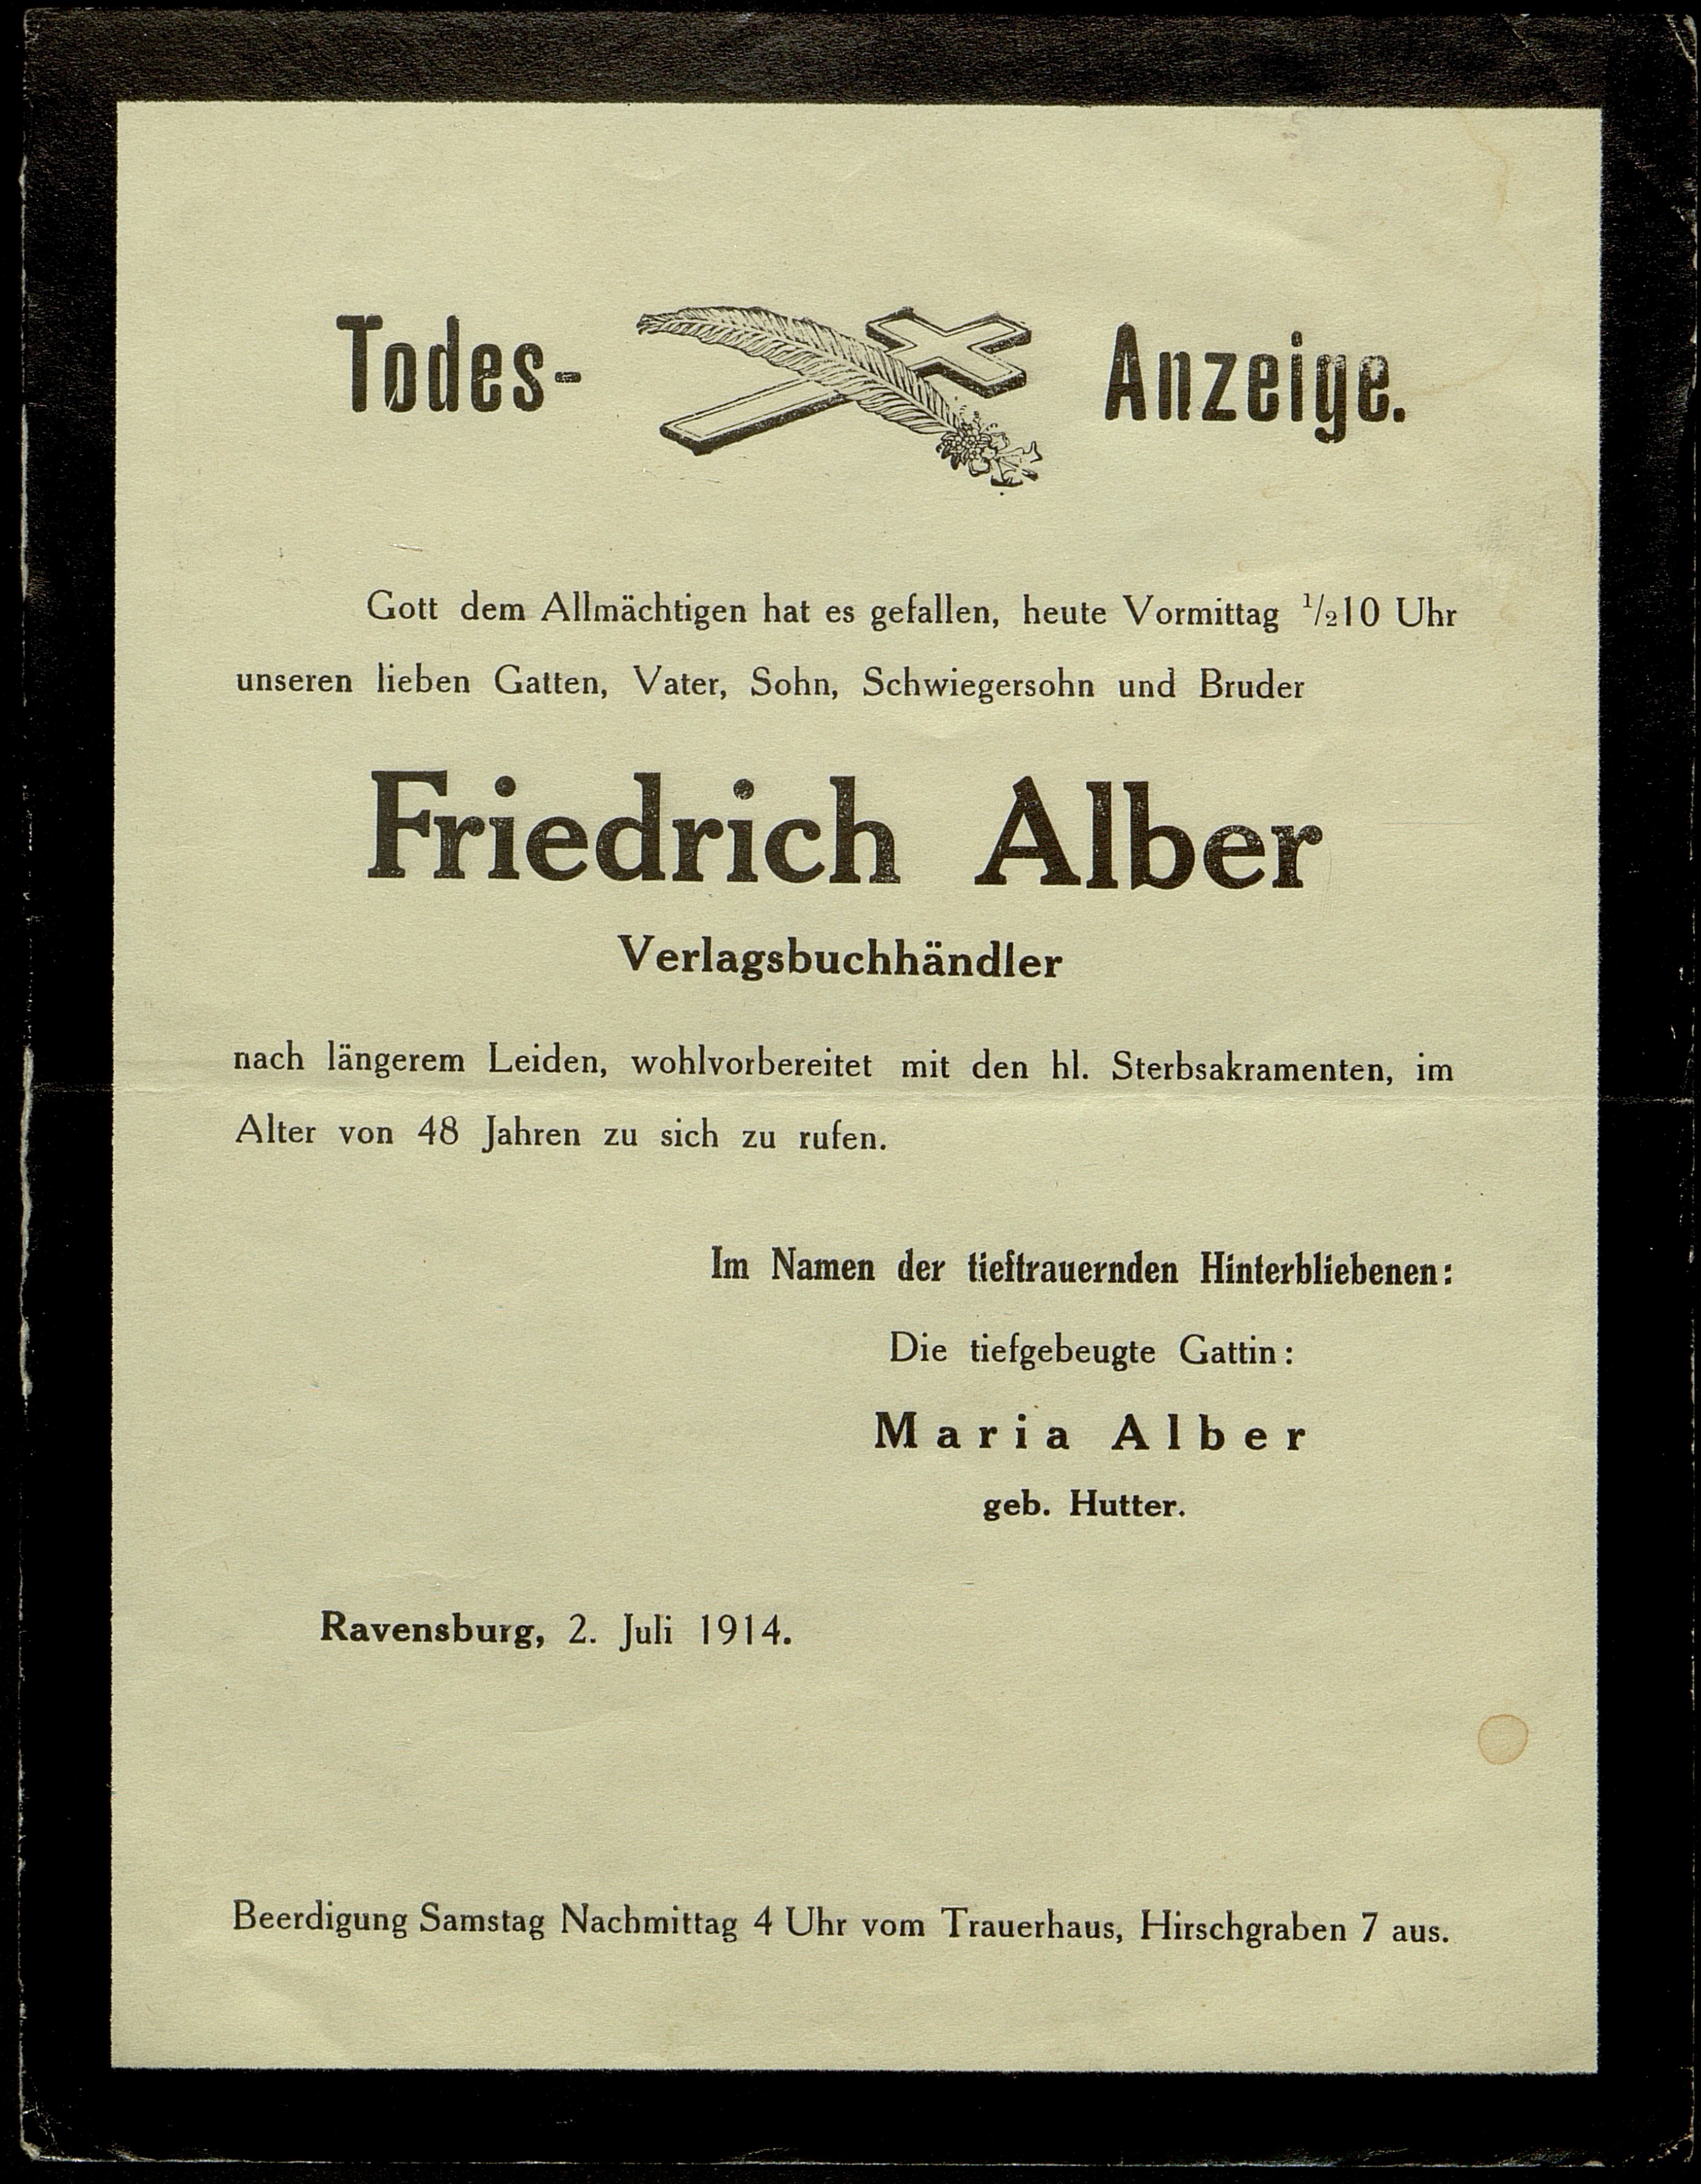 Todes- Anzeige.
Gott dem Allmächtigen hat es gefallen, heute Vormittag ½10 Uhr
unseren lieben Gatten, Vater, Sohn, Schwiegersohn und Bruder
Friedrich Alber
Verlagsbuchhändler
nach längerem Leiden, wohlvorbereitet mit den hl. Sterbsakramenten, im
Alter von 48 Jahren zu sich zu rufen.
Im Namen der tieftrauernden Hinterbliebenen:
Die tiefgebeugte Gattin:
Maria Alber
geb. Hutter.
Ravensburg, 2. Juli 1914.
Beerdigung Samstag Nachmittag 4 Uhr vom Trauerhaus, Hirschgraben 7 aus.